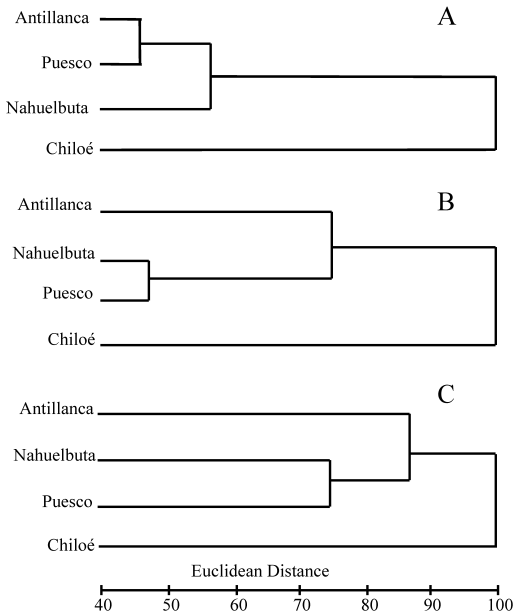 A
Antillanca
Puesco
Nahuelbuta
Chiloé
B
Antillanca
Nahuelbuta
Puesco
Chiloé
C
Antillanca
Nahuelbuta
Puesco
Chiloé
Euclidean Distance
40 50 60 70 80 90 100